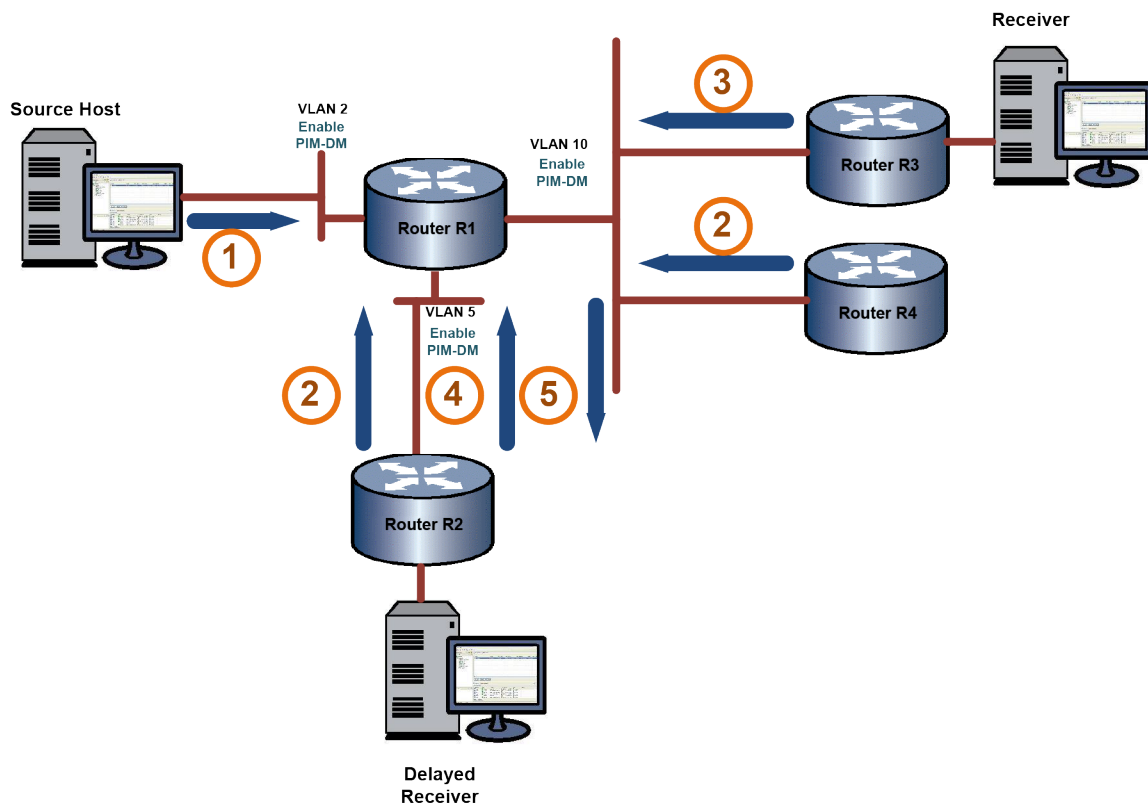 Receiver
Source Host
VLAN 2
Enable
PIM-DM
1
Router R1
VLAN 10
Enable
PIM-DM
3
Router R3
2
Router R4
VLAN 5
Enable
PIM-DM
2
4
5
Router R2
Delayed
Receiver